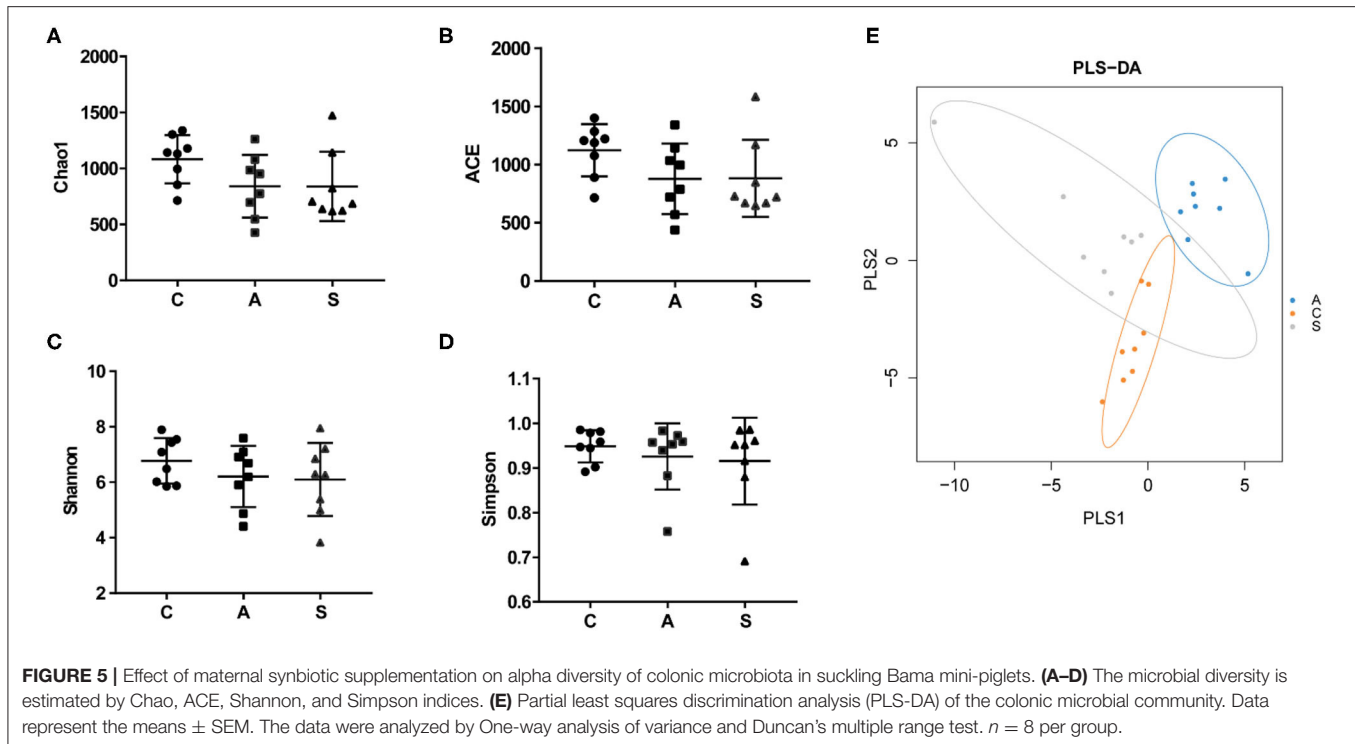 A
2000
1500
1000
500
0
Chao1
C A S
B
2000
1500
1000
500
0
ACE
C A S
C
10
8
6
4
2
Shannon
C A S
D
1.1
1.0
0.9
0.8
0.7
0.6
Simpson
C A S
E
PLS−DA
5
0
−5
PLS2
−10 −5 0 5
PLS1
A
C
S
FIGURE 5 | Effect of maternal synbiotic supplementation on alpha diversity of colonic microbiota in suckling Bama mini-piglets. (A–D) The microbial diversity is
estimated by Chao, ACE, Shannon, and Simpson indices. (E) Partial least squares discrimination analysis (PLS-DA) of the colonic microbial community. Data
represent the means ± SEM. The data were analyzed by One-way analysis of variance and Duncan's multiple range test. n = 8 per group.